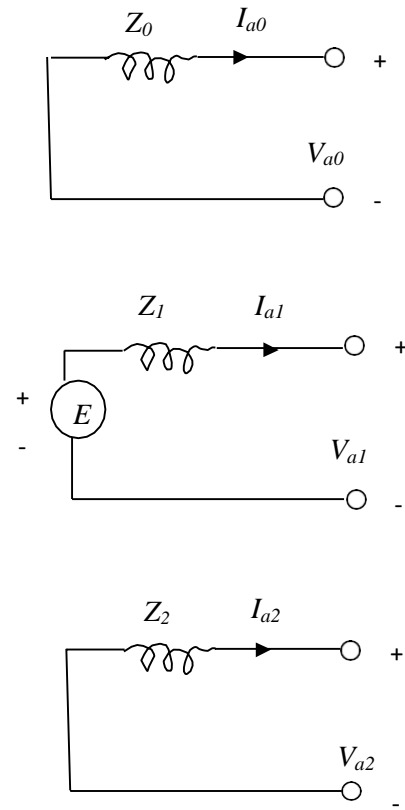 Z0 Ia0
+
Va0
-
Z1 Ia1
+ +
E
- Va1
-
Z2 Ia2
+
Va2
-